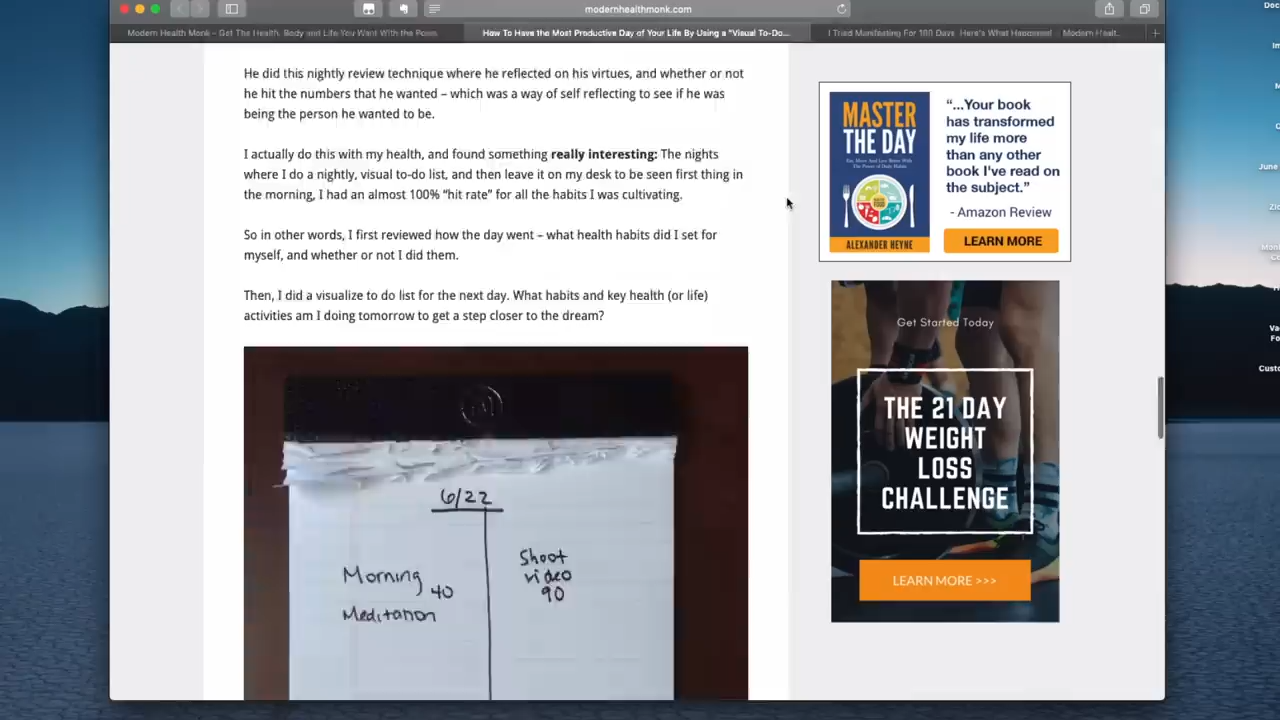 modernhealthmonk.com
Modern Health Monk – Get The Health, Body and Life You Want With the Powe...
How To Have the Most Productive Day of Your Life By Using a "Visual To-Do...
I Tried Manifesting For 100 Days Here's What Happened Modern Healt...
He did this nightly review technique where he reflected on his virtues, and whether or not
he hit the numbers that he wanted – which was a way of self reflecting to see if he was
being the person he wanted to be.
I actually do this with my health, and found something really interesting: The nights
where I do a nightly, visual to-do list, and then leave it on my desk to be seen first thing in
the morning, I had an almost 100% “hit rate” for all the habits I was cultivating.
So in other words, I first reviewed how the day went – what health habits did I set for
myself, and whether or not I did them.
Then, I did a visualize to do list for the next day. What habits and key health (or life)
activities am I doing tomorrow to get a step closer to the dream?
6/22
Morning
40
Meditation
Shoot
video
90
MASTER
THE DAY
ALEXANDER HEYNE
“...Your book
has transformed
my life more
than any other
book I've read on
the subject.”
- Amazon Review
LEARN MORE
Get Started Today
THE 21 DAY
WEIGHT
LOSS
CHALLENGE
LEARN MORE >>>
June